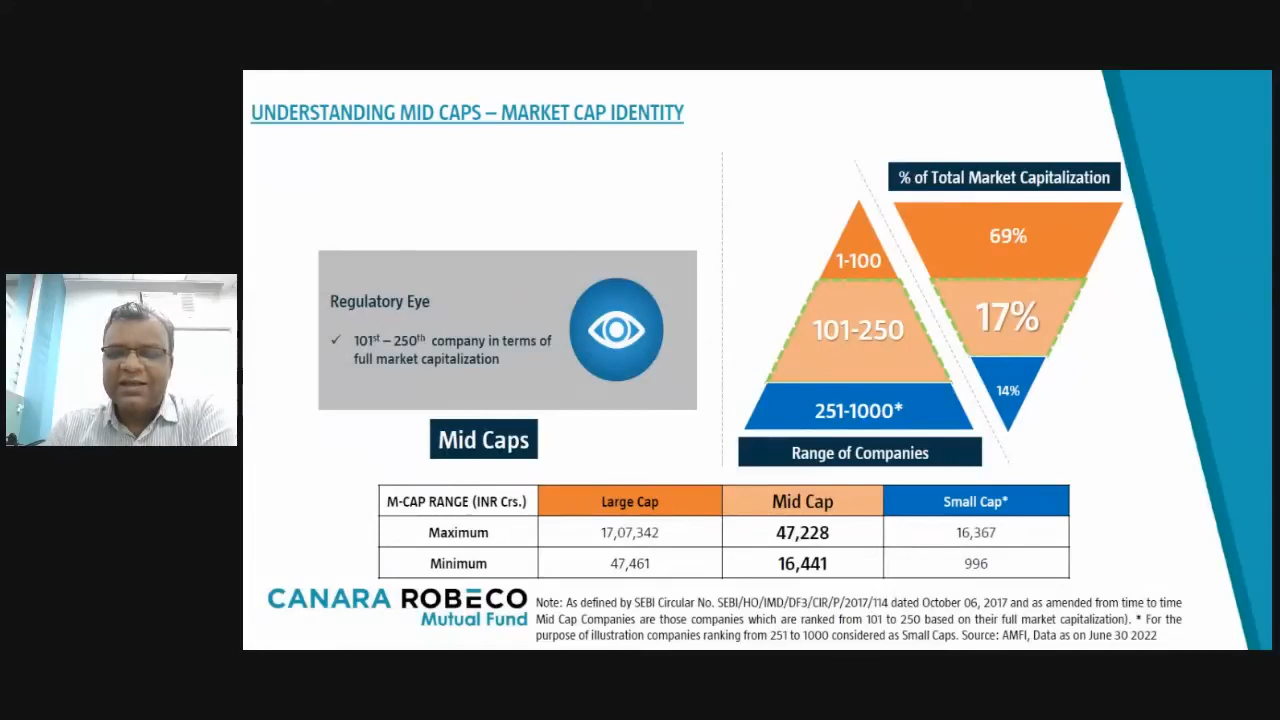 UNDERSTANDING MID CAPS – MARKET CAP IDENTITY
% of Total Market Capitalization
69%
1-100
Regulatory Eye
17%
101-250
✓ 101st – 250th company in terms of
full market capitalization
14%
251-1000*
Mid Caps
Range of Companies
M-CAP RANGE (INR Crs.) Large Cap Mid Cap Small Cap*
Maximum 17,07,342 47,228 16,367
Minimum 47,461 16,441 996
CANARA ROBECO
Mutual Fund
Note: As defined by SEBI Circular No. SEBI/HO/IMD/DF3/CIR/P/2017/114 dated October 06, 2017 and as amended from time to time
Mid Cap Companies are those companies which are ranked from 101 to 250 based on their full market capitalization). * For the
purpose of illustration companies ranking from 251 to 1000 considered as Small Caps. Source: AMFI, Data as on June 30 2022